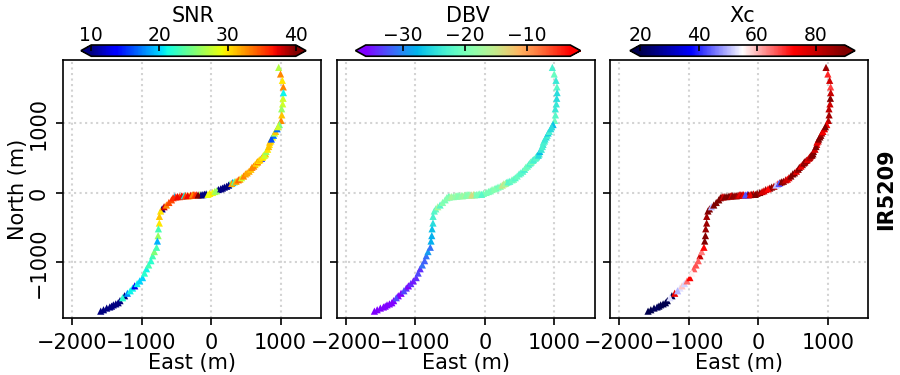 SNR DBV Xc
10 20 30 40 −30 −20 −10 20 40 60 80
North (m)
1000
0
−1000
IR5209
−2000 −1000 0 1000 −2000 −1000 0 1000 −2000 −1000 0 1000
East (m) East (m) East (m)